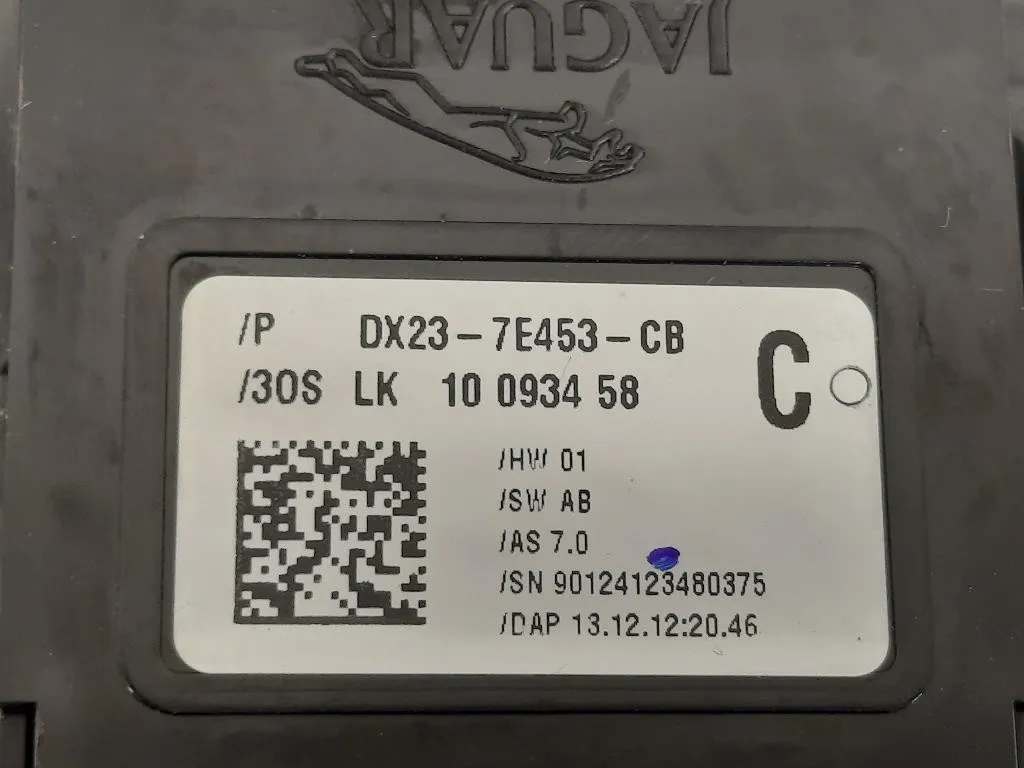 JAGUAR
/P DX23-7E453-CB
/3OS LK 10 0934 58
C
/HW 01
/SW AB
/AS 7.0
/SN 90124123480375
/DAP 13.12.12:20.46